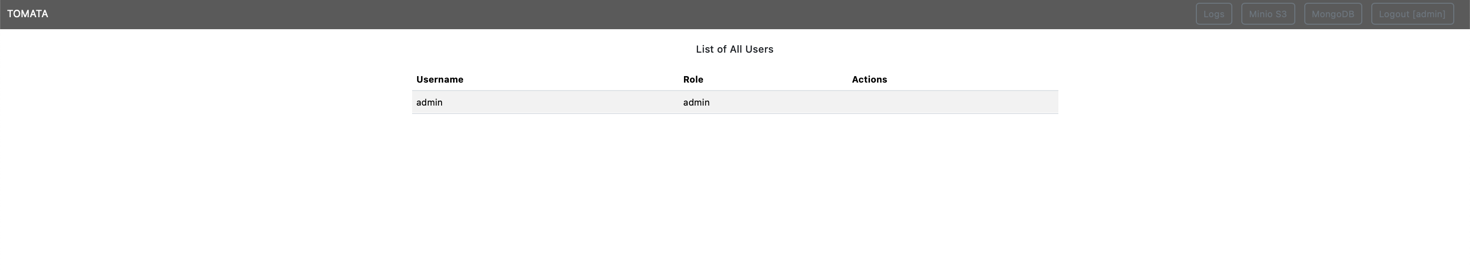 TOMATA Logs Minio S3 MongoDB Logout [admin]
List of All Users
Username Role Actions
admin admin